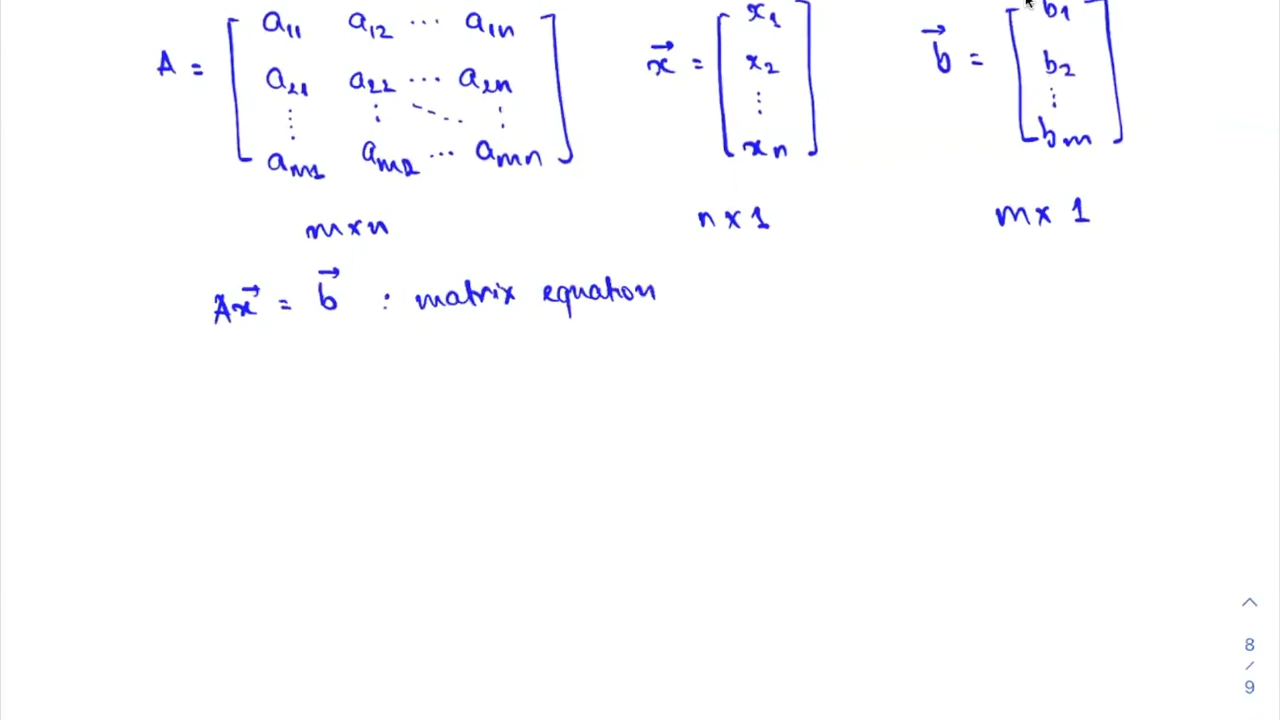 A = [ a11 a12 ... a1n
a21 a22 ... a2n
⋮ ⋮ ⋱ ⋮
am1 am2 ... amn ]
x⃗ = [ x1
x2
⋮
xn ]
b⃗ = [ b1
b2
⋮
bm ]
m×n
n×1
m×1
Ax⃗ = b⃗ : matrix equation
8
/
9